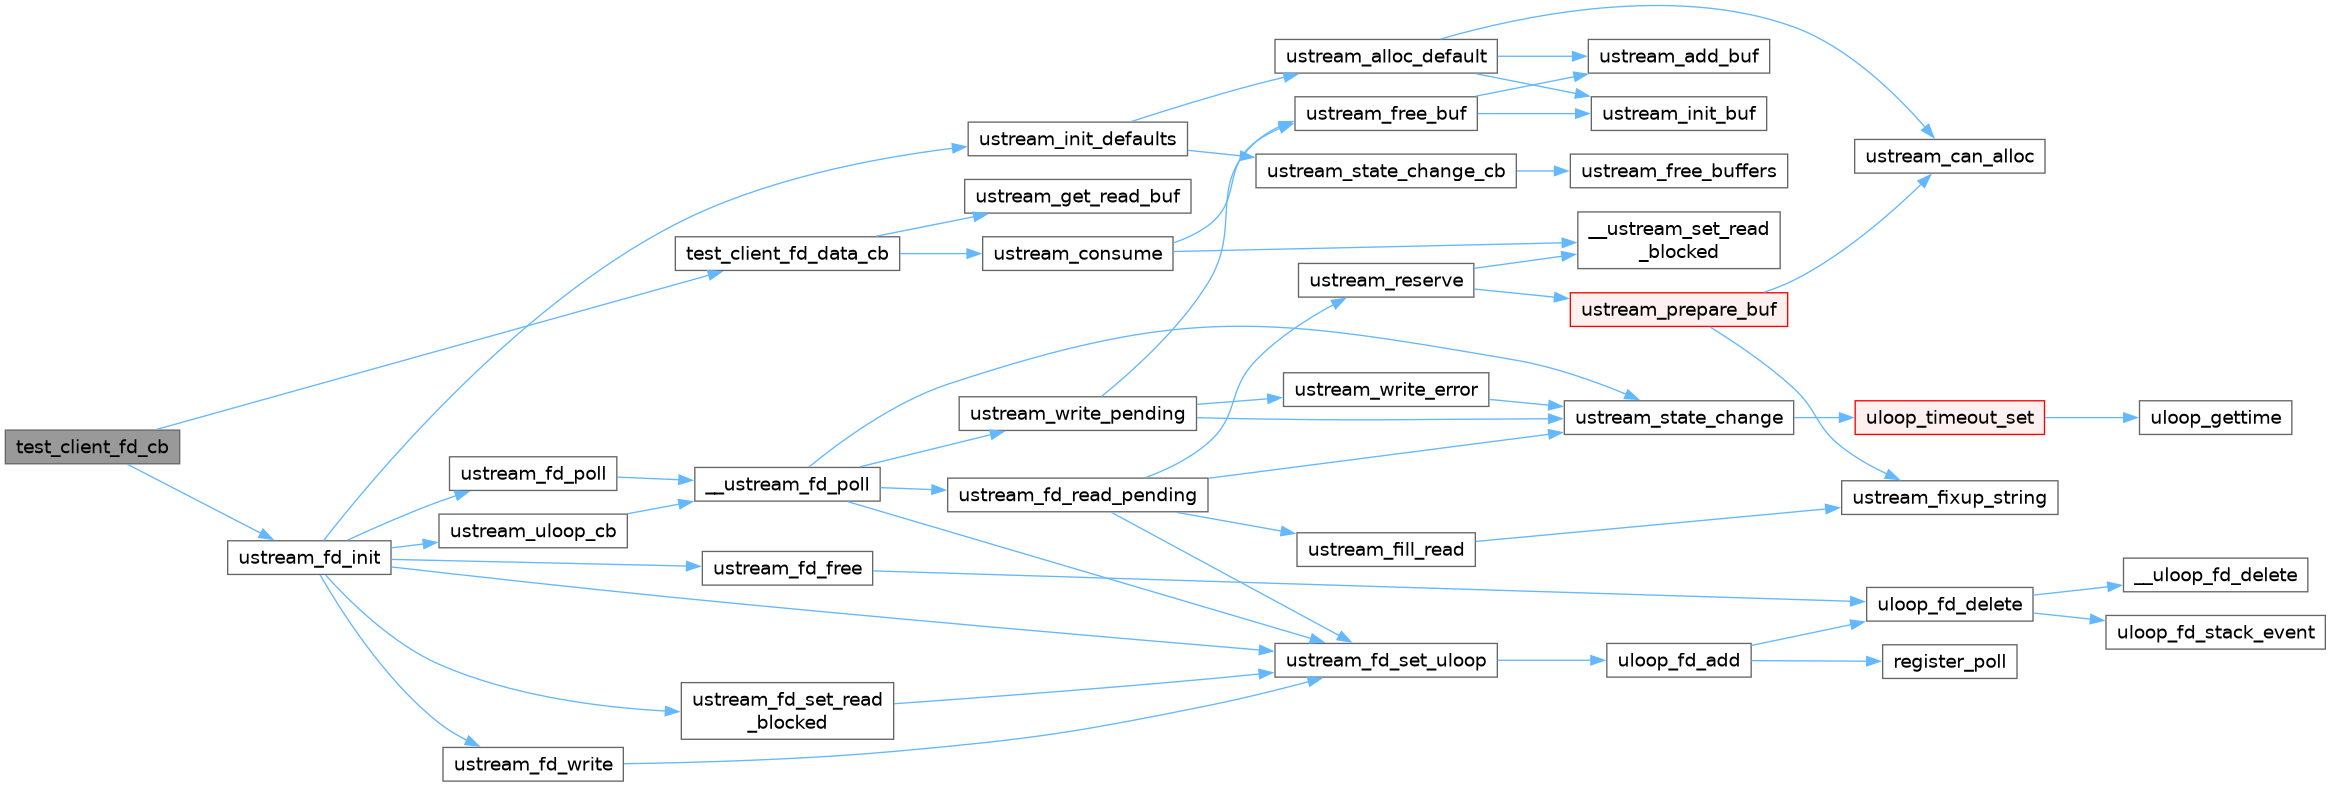 test_client_fd_cb
ustream_fd_init
ustream_fd_poll
ustream_uloop_cb
ustream_fd_write
test_client_fd_data_cb
__ustream_fd_poll
ustream_fd_free
ustream_fd_set_read
_blocked
ustream_init_defaults
ustream_get_read_buf
ustream_consume
ustream_write_pending
ustream_fd_read_pending
ustream_alloc_default
ustream_free_buf
ustream_state_change_cb
ustream_reserve
ustream_write_error
ustream_fill_read
ustream_fd_set_uloop
ustream_add_buf
ustream_init_buf
ustream_free_buffers
__ustream_set_read
_blocked
ustream_prepare_buf
ustream_state_change
uloop_fd_add
ustream_can_alloc
uloop_timeout_set
ustream_fixup_string
uloop_fd_delete
register_poll
uloop_gettime
__uloop_fd_delete
uloop_fd_stack_event